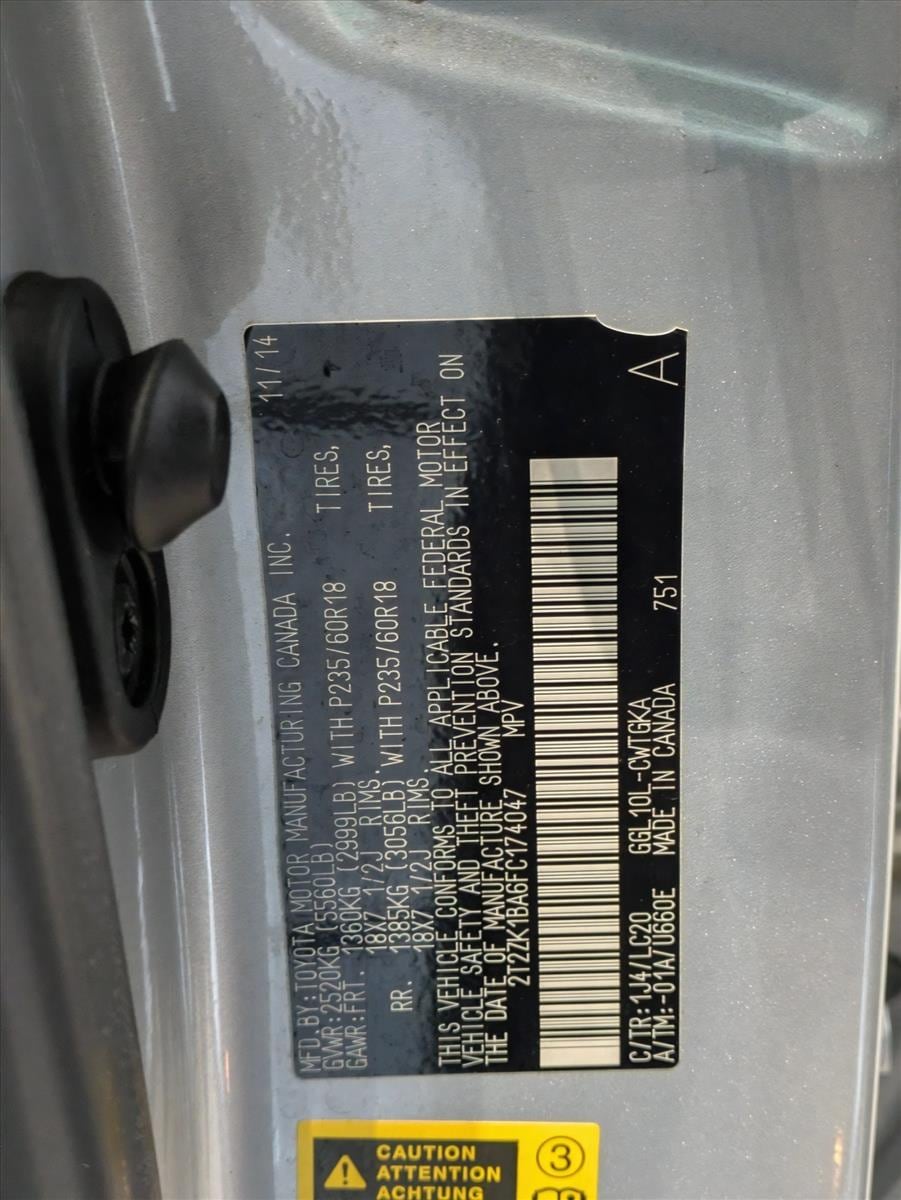 MFD.BY:TOYOTA MOTOR MANUFACTURING CANADA INC. 11/14
GVWR:2520KG (5560LB)
GAWR:FRT. 1360KG (2999LB) WITH P235/60R18 TIRES,
18X7 1/2J RIMS.
RR. 1385KG (3056LB) WITH P235/60R18 TIRES,
18X7 1/2J RIMS.
THIS VEHICLE CONFORMS TO ALL APPLICABLE FEDERAL MOTOR
VEHICLE SAFETY AND THEFT PREVENTION STANDARDS IN EFFECT ON
THE DATE OF MANUFACTURE SHOWN ABOVE.
2T2ZK1BA6FC174047 MPV
C/TR:1J4/LC20 GGL10L-CWTGKA A
A/TM:-01A/U660E MADE IN CANADA 751
CAUTION
ATTENTION
ACHTUNG
3